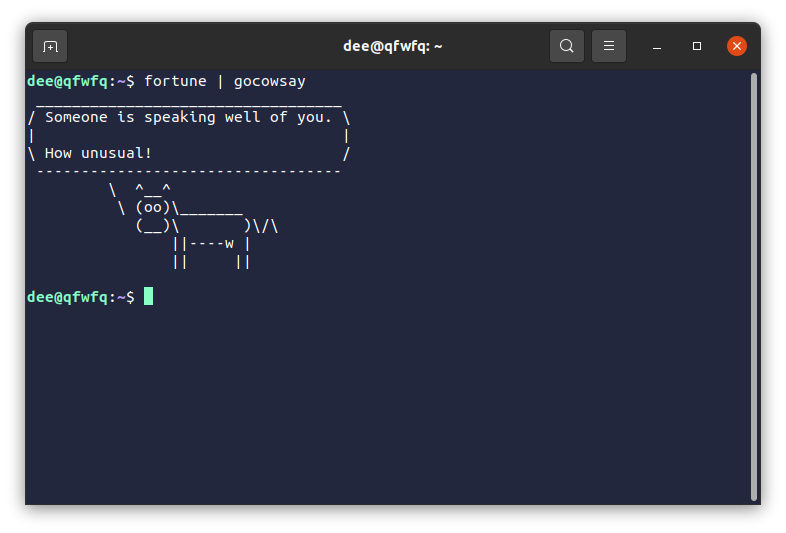 dee@qfwfq: ~
dee@qfwfq:~$ fortune | gocowsay
 __________________________________
/ Someone is speaking well of you. \
|                                  |
\ How unusual!                     /
 ----------------------------------
         \  ^__^
          \ (oo)\_______
            (__)\       )\/\
                ||----w |
                ||     ||
dee@qfwfq:~$